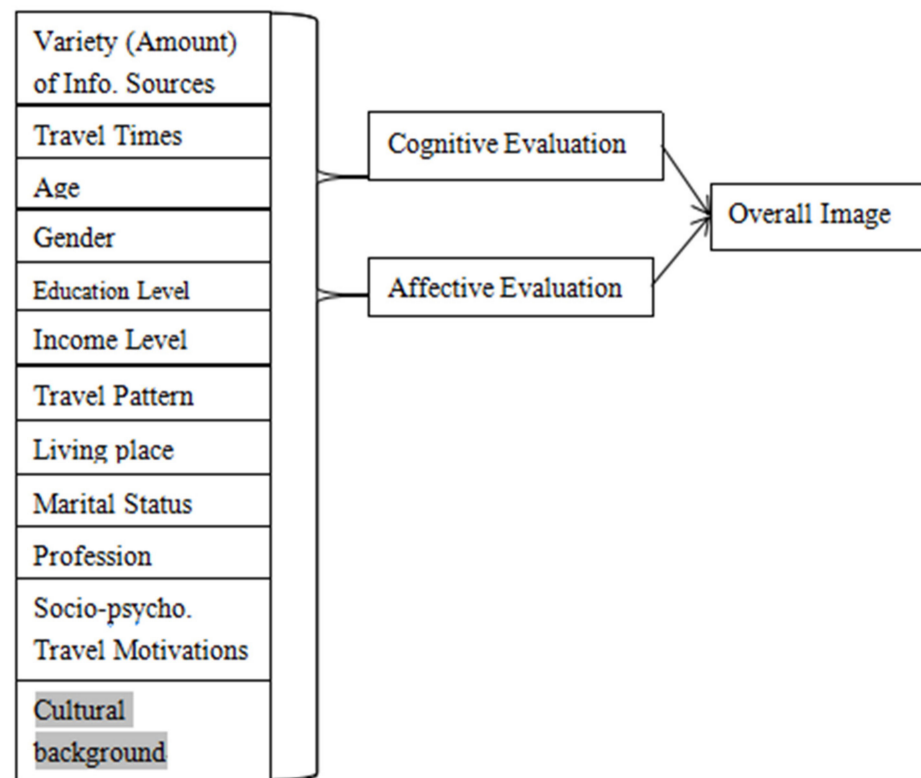 Variety (Amount)
of Info. Sources
Travel Times
Age
Gender
Education Level
Income Level
Travel Pattern
Living place
Marital Status
Profession
Socio-psycho.
Travel Motivations
Cultural
background
Cognitive Evaluation
Affective Evaluation
Overall Image